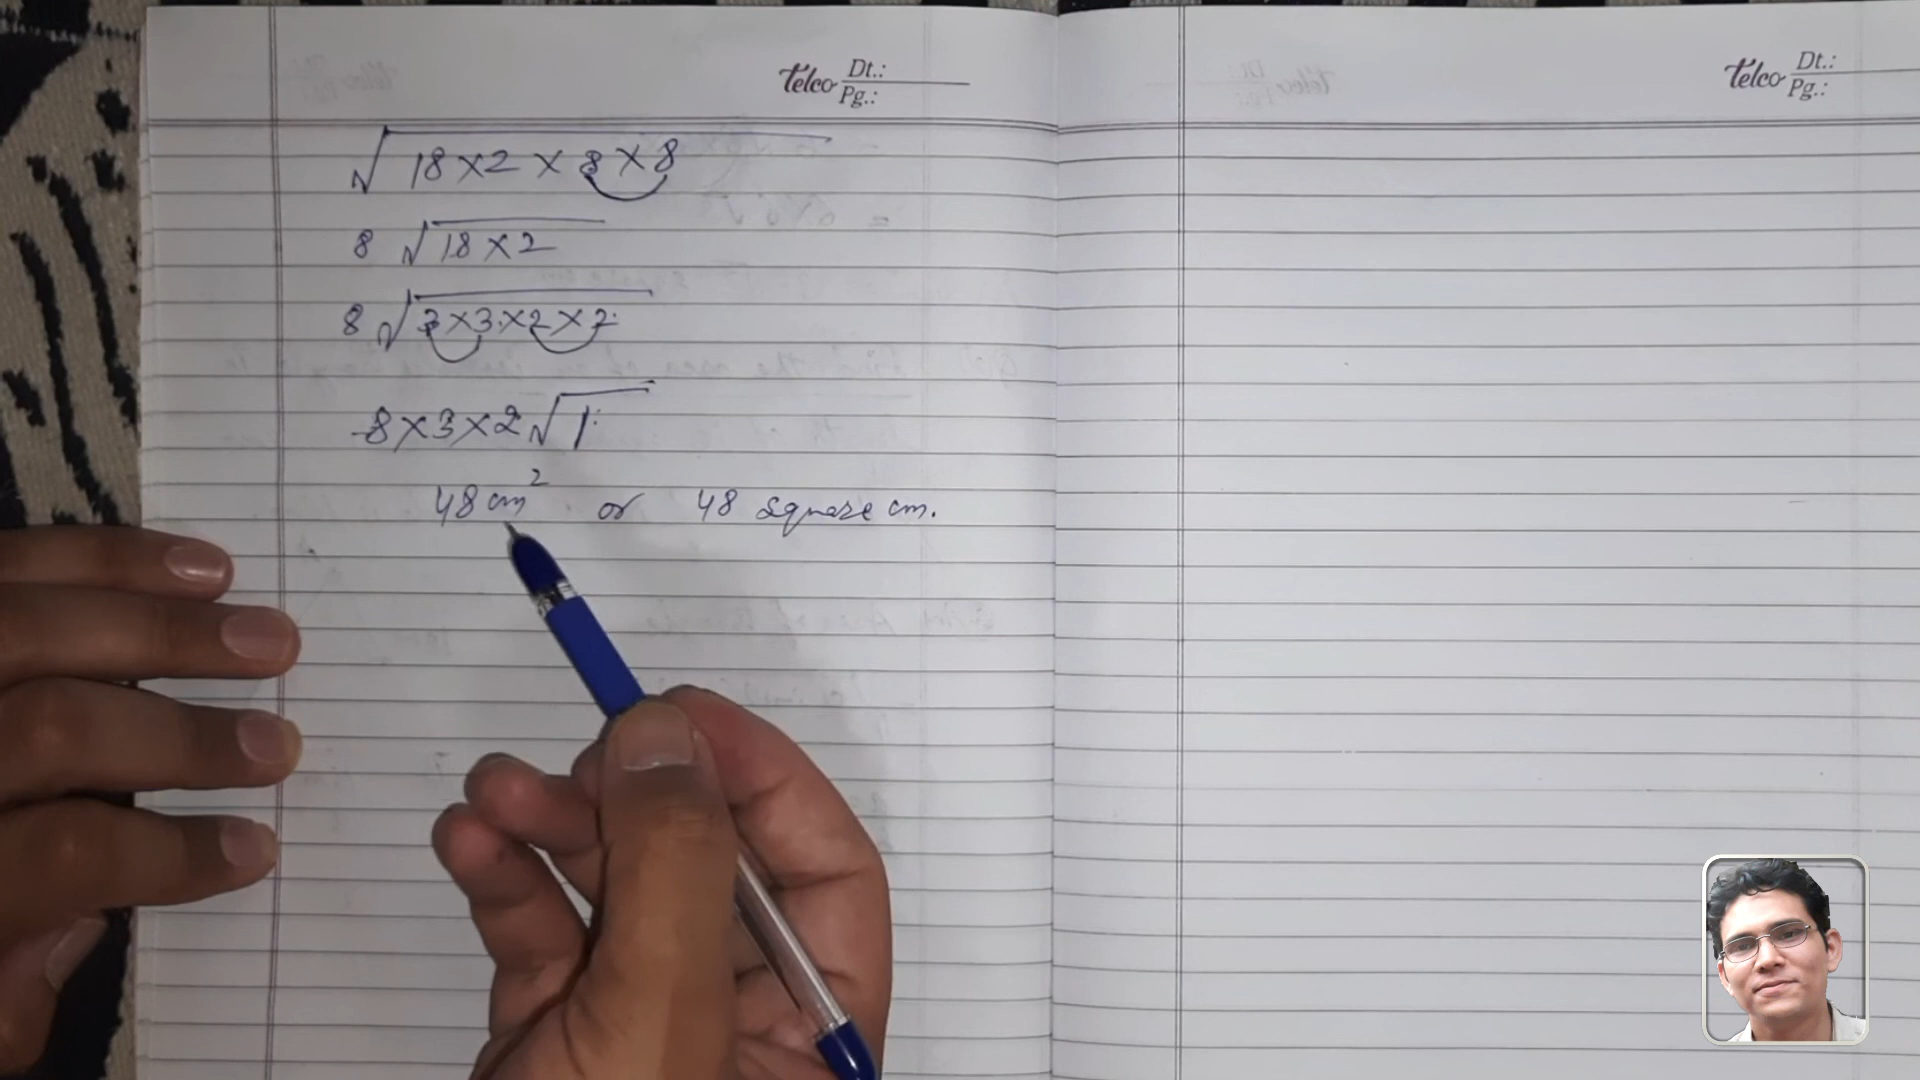 Telco Dt.: Pg.:
Telco Dt.: Pg.:
√18×2×8×8
8 √18×2
8 √3×3×2×2
8×3×2√1
48 cm² or 48 square cm.